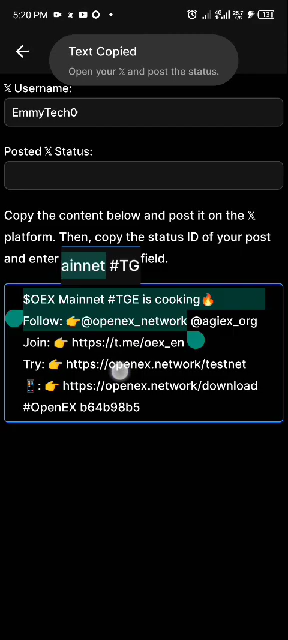 5:20 PM
131
Text Copied
Open your 𝕏 and post the status.
𝕏 Username:
EmmyTech0
Posted 𝕏 Status:
Copy the content below and post it on the 𝕏
platform. Then, copy the status ID of your post
and enter field.
ainnet #TG
$OEX Mainnet #TGE is cooking🔥
Follow: 👉@openex_network @agiex_org
Join: 👉 https://t.me/oex_en
Try: 👉 https://openex.network/testnet
📱: 👉 https://openex.network/download
#OpenEX b64b98b5